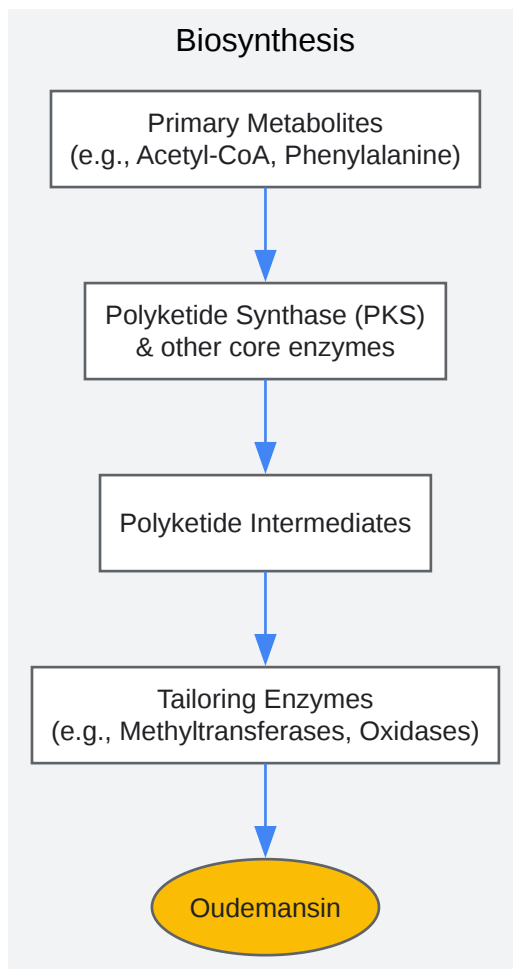 Biosynthesis
Primary Metabolites
(e.g., Acetyl-CoA, Phenylalanine)
Polyketide Synthase (PKS)
& other core enzymes
Polyketide Intermediates
Tailoring Enzymes
(e.g., Methyltransferases, Oxidases)
Oudemansin